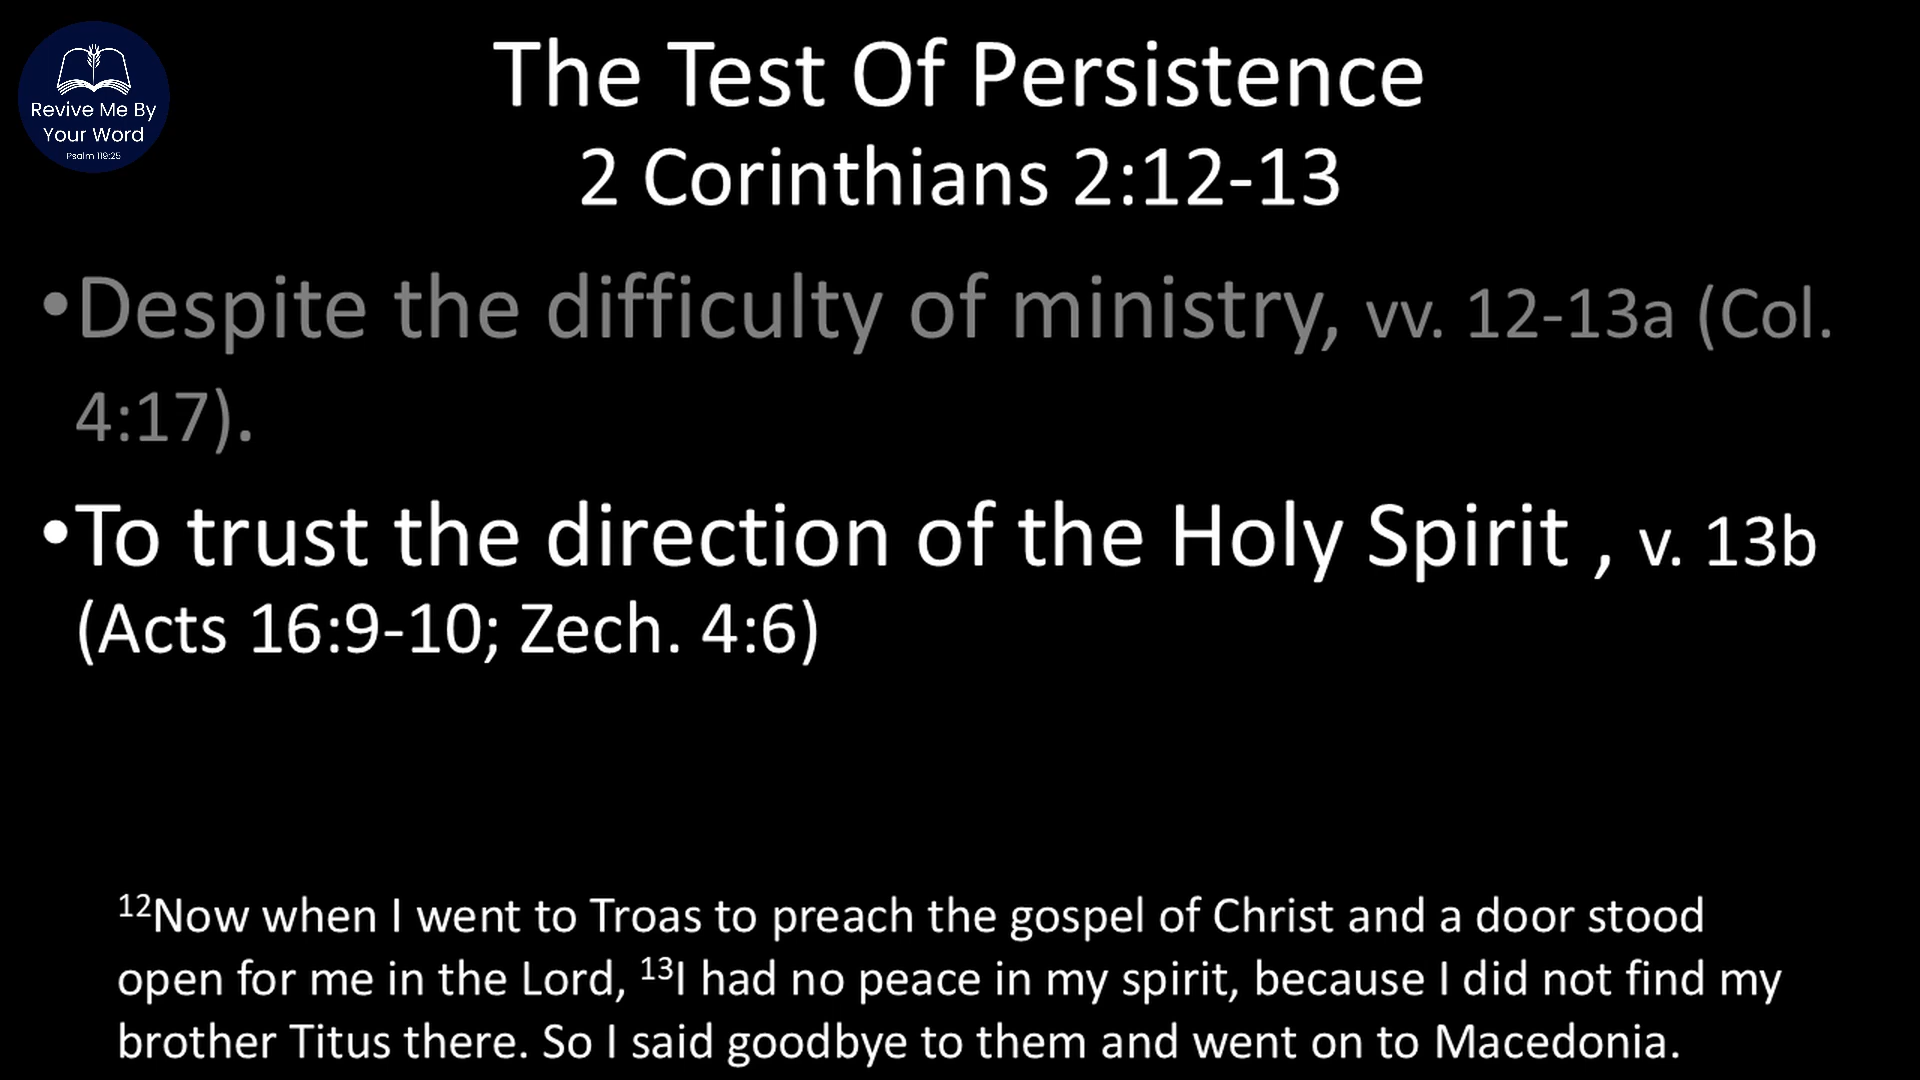 Revive Me By
Your Word
Psalm 119:25
The Test Of Persistence
2 Corinthians 2:12-13
•Despite the difficulty of ministry, vv. 12-13a (Col.
4:17).
•To trust the direction of the Holy Spirit , v. 13b
(Acts 16:9-10; Zech. 4:6)
12Now when I went to Troas to preach the gospel of Christ and a door stood
open for me in the Lord, 13I had no peace in my spirit, because I did not find my
brother Titus there. So I said goodbye to them and went on to Macedonia.